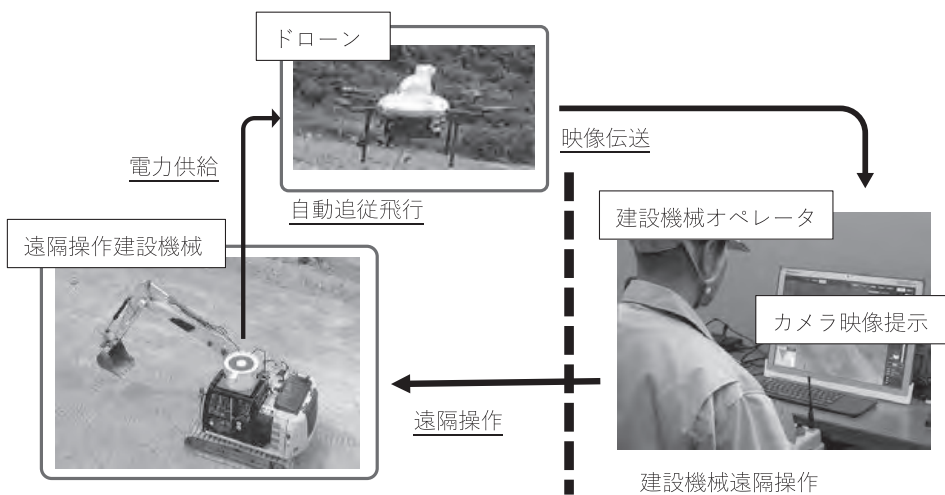 ドローン
映像伝送
電力供給
自動追従飛行
建設機械オペレータ
遠隔操作建設機械
カメラ映像提示
遠隔操作
建設機械遠隔操作